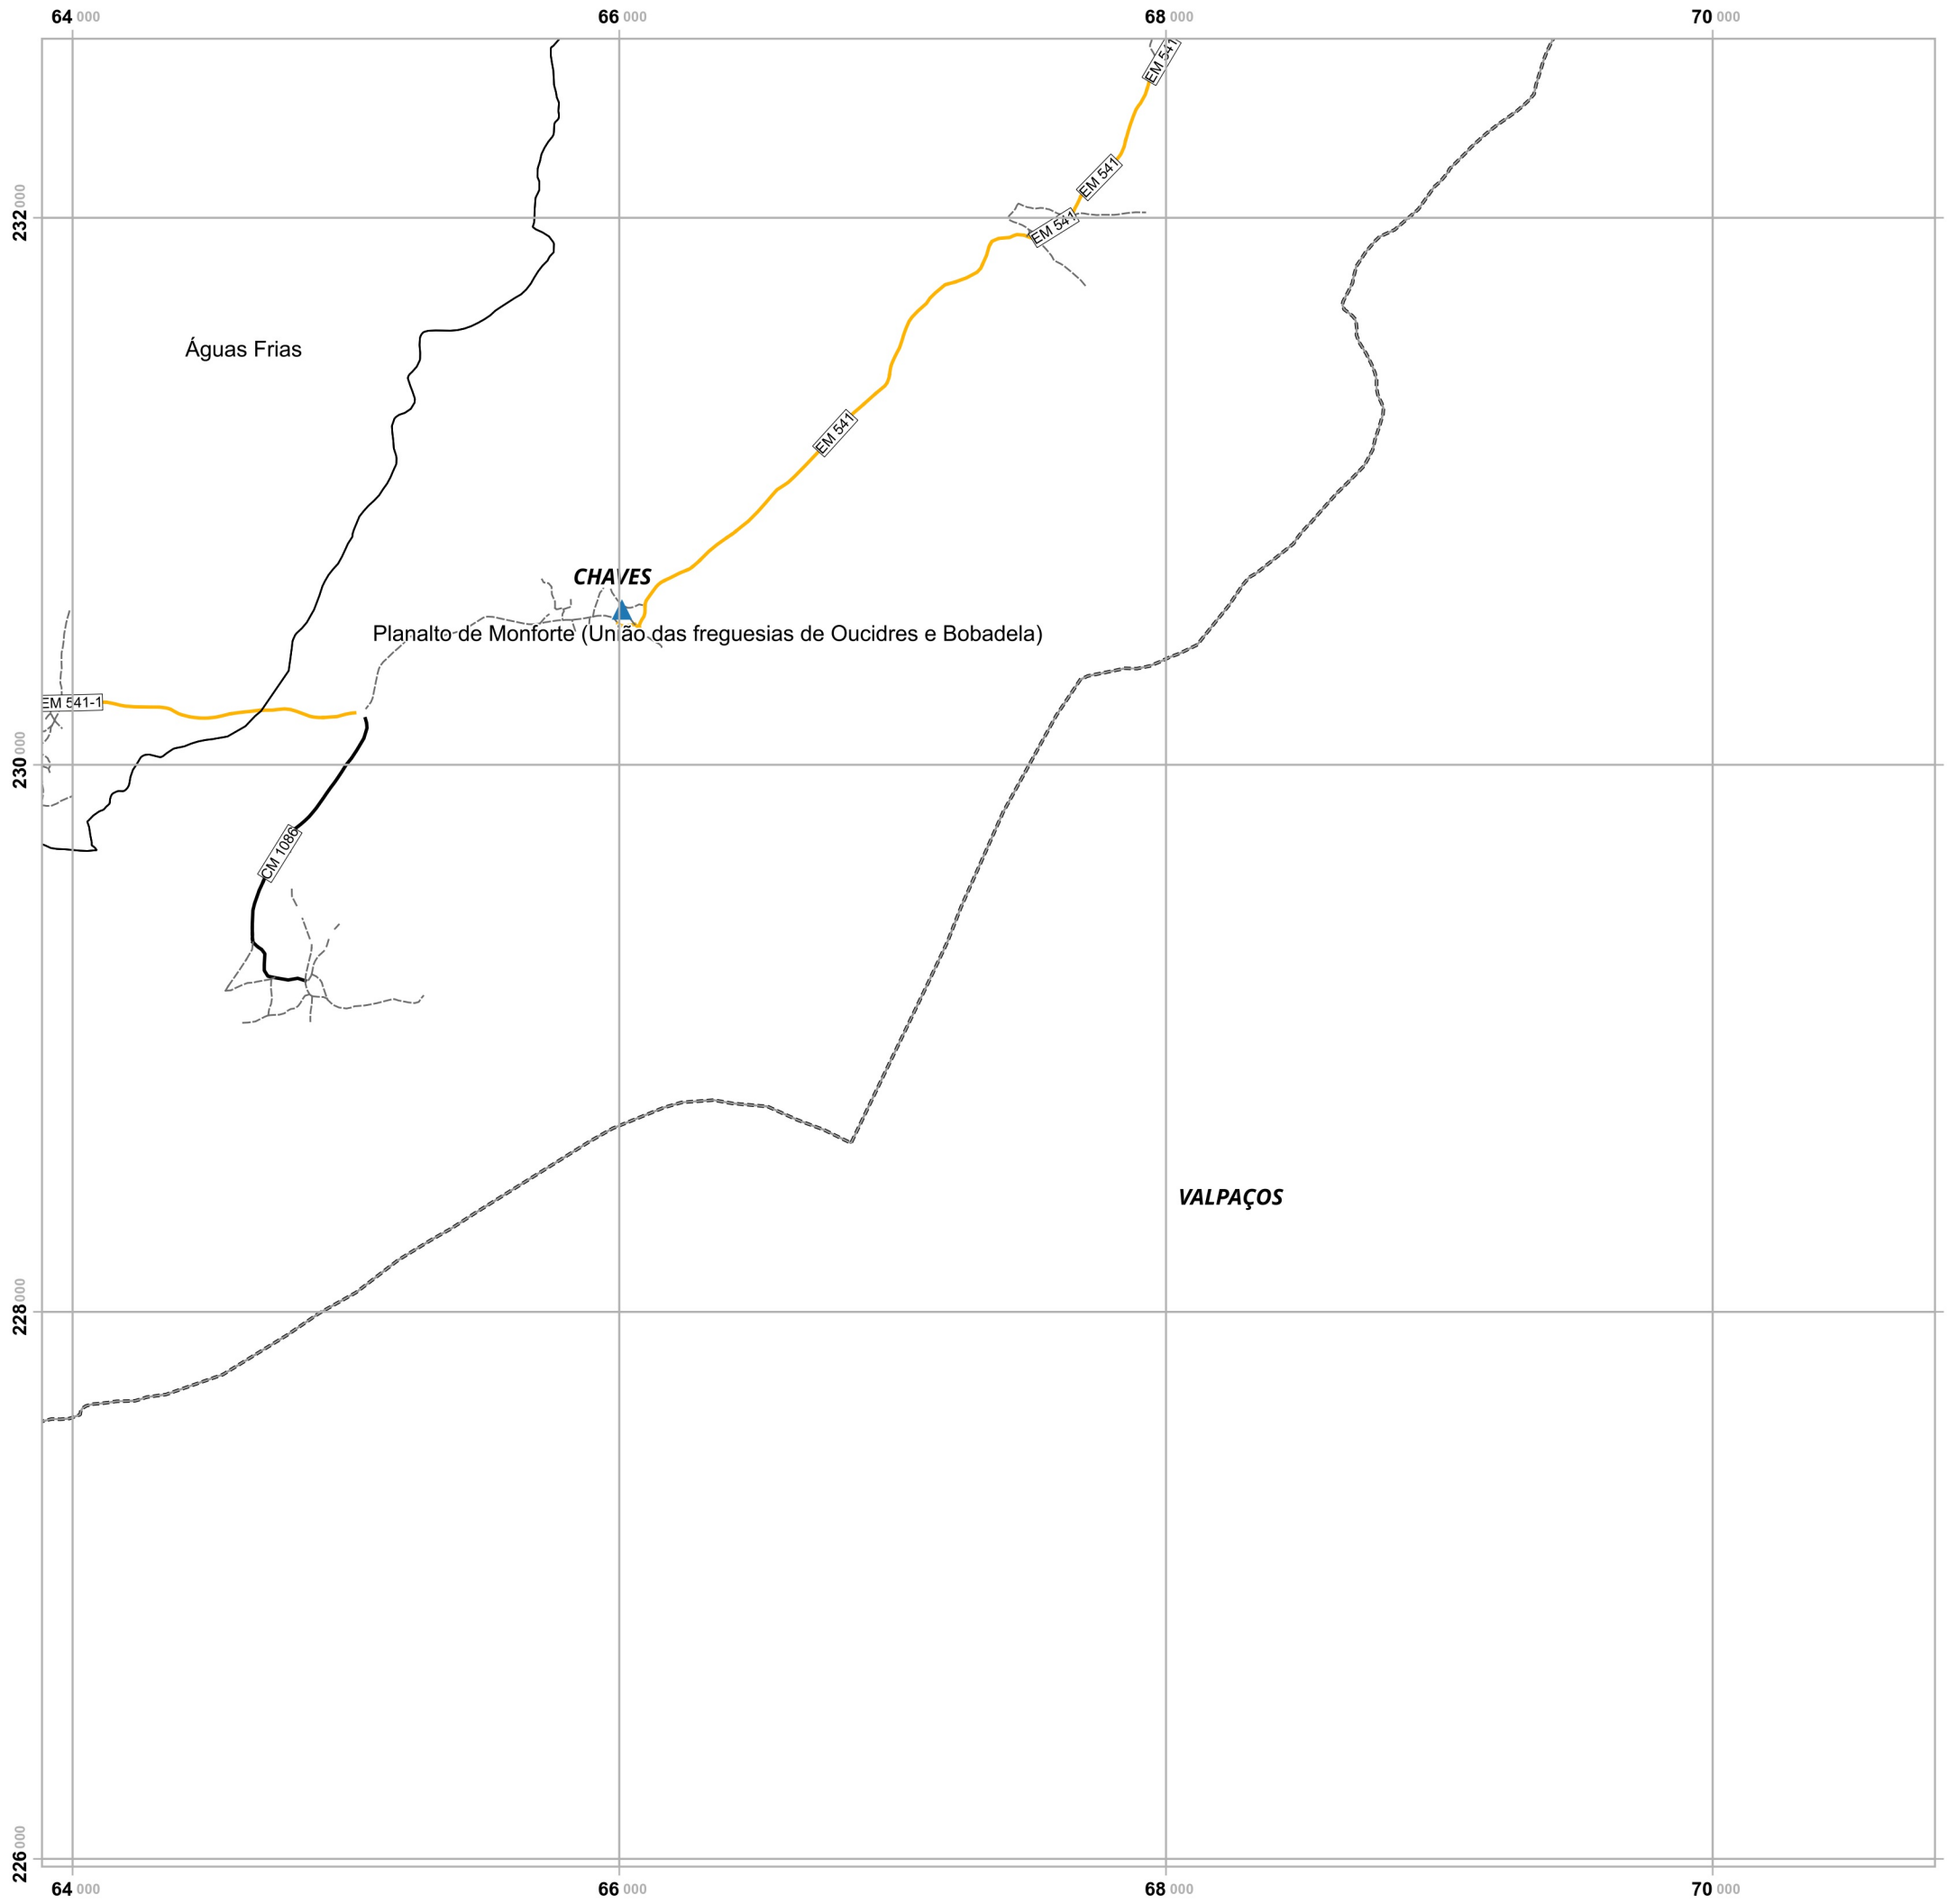 64 000 66 000 68 000 70 000
EM 541
EM 541
232 000
EM 541
Águas Frias
EM 541
CHAVES
Planalto de Monforte (União das freguesias de Oucidres e Bobadela)
EM 541-1
230 000
CM 1086
VALPAÇOS
228 000
226 000
64 000 66 000 68 000 70 000